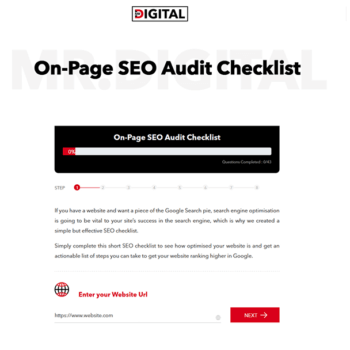 DIGITAL
MR.DIGITAL
On-Page SEO Audit Checklist
On-Page SEO Audit Checklist
0%
Questions Completed - 0/43
STEP 1 2 3 4 5 6 7 8
If you have a website and want a piece of the Google Search pie, search engine optimisation
is going to be vital to your site's success in the search engine, which is why we created a
simple but effective SEO checklist.
Simply complete this short SEO checklist to see how optimised your website is and get an
actionable list of steps you can take to get your website ranking higher in Google.
Enter your Website Url
https://www.website.com
NEXT →